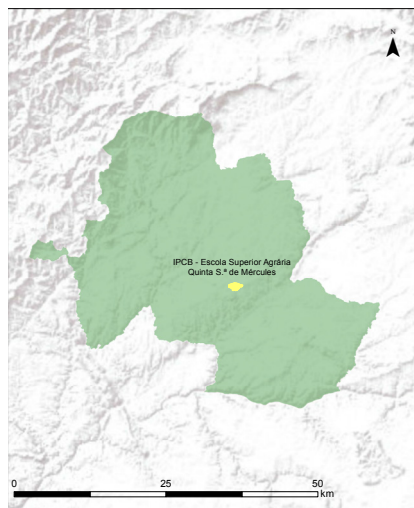 N
IPCB - Escola Superior Agrária
Quinta S.ª de Mércules
0 25 50
km